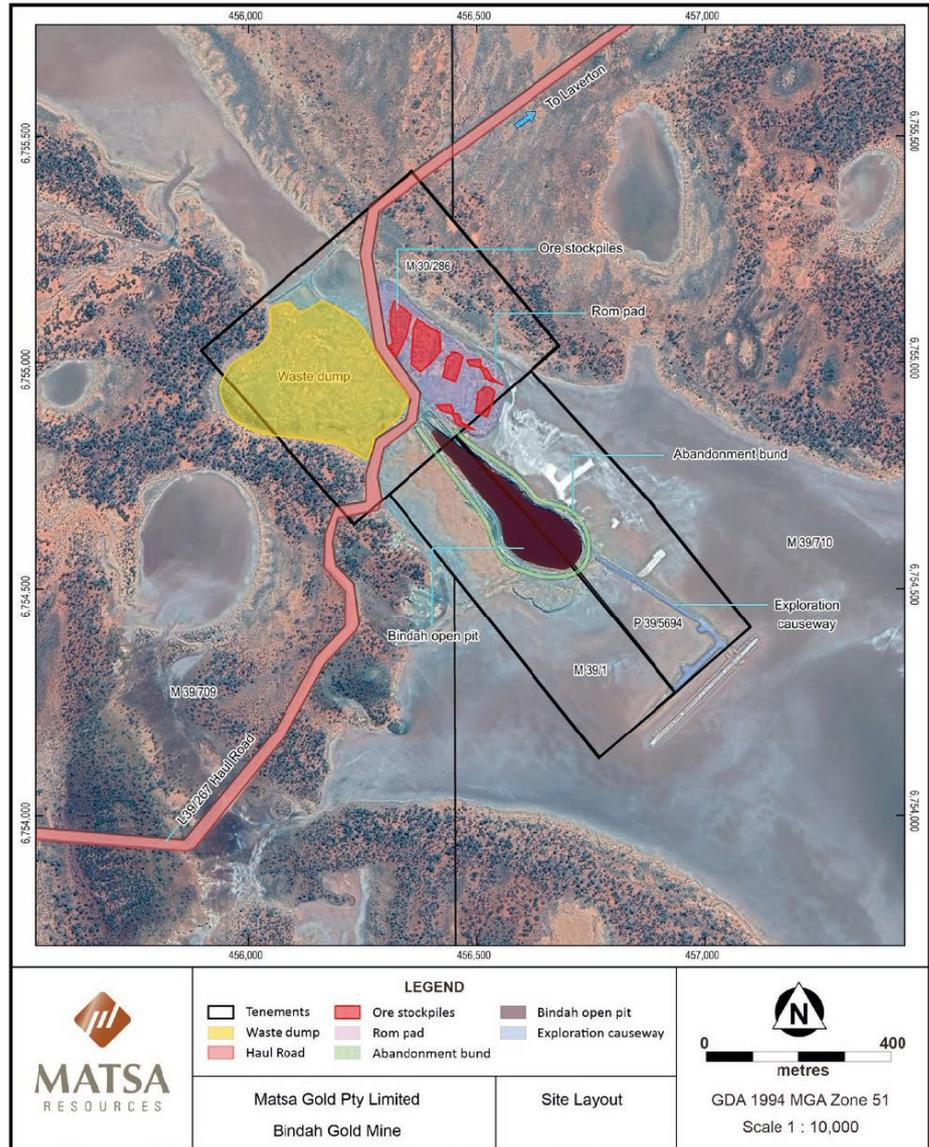 456,000
456,500
457,000
To Laverton
6,755,500
6,755,500
Ore stockpiles
M 39/286
Rom pad
6,755,000
6,755,000
Waste dump
Abandonment bund
M 39/710
6,754,500
6,754,500
Exploration
causeway
P 39/5694
Bindah open pit
M 39/1
M 39/709
L39/267 Haul Road
6,754,000
6,754,000
456,000
456,500
457,000
MATSA
RESOURCES
LEGEND
Tenements
Ore stockpiles
Bindah open pit
Waste dump
Rom pad
Exploration causeway
Haul Road
Abandonment bund
Matsa Gold Pty Limited
Bindah Gold Mine
Site Layout
N
0
400
metres
GDA 1994 MGA Zone 51
Scale 1 : 10,000